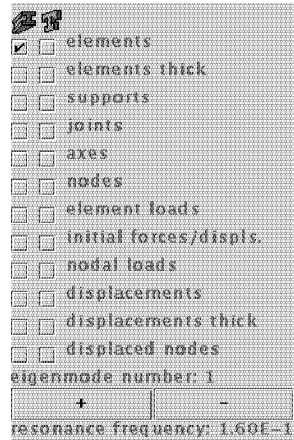 elements
elements thick
supports
joints
axes
nodes
element loads
initial forces/displs.
nodal loads
displacements
displacements thick
displaced nodes
eigenmode number: 1
+ -
resonance frequency: 1.60E-1